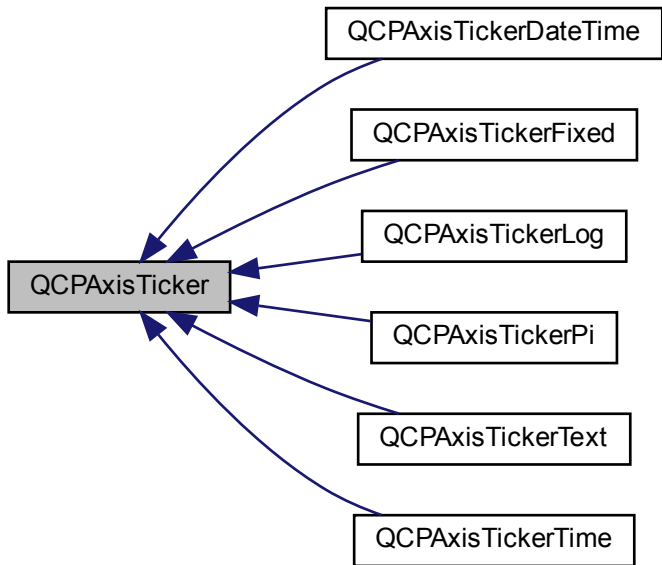 QCPAxisTickerDateTime
QCPAxisTickerFixed
QCPAxisTickerLog
QCPAxisTicker
QCPAxisTickerPi
QCPAxisTickerText
QCPAxisTickerTime